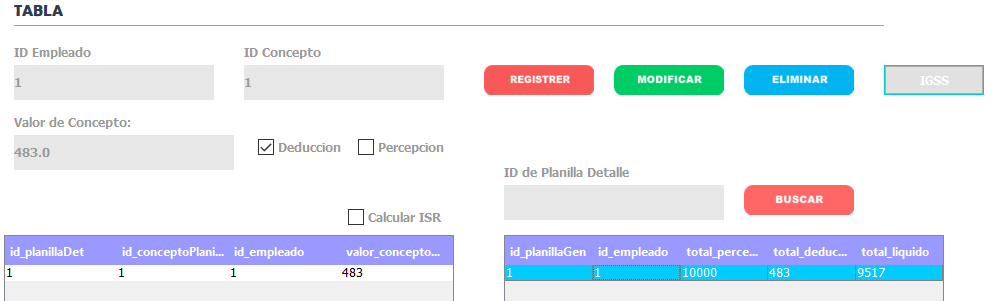 TABLA
ID Empleado ID Concepto
1 1 REGISTRER MODIFICAR ELIMINAR IGSS
Valor de Concepto:
483.0 Deduccion Percepcion
ID de Planilla Detalle
BUSCAR
Calcular ISR
id_planillaDet id_conceptoPlani... id_empleado valor_concepto...
1 1 1 483
id_planillaGen id_empleado total_perce... total_deduc... total_liquido
1 1 10000 483 9517